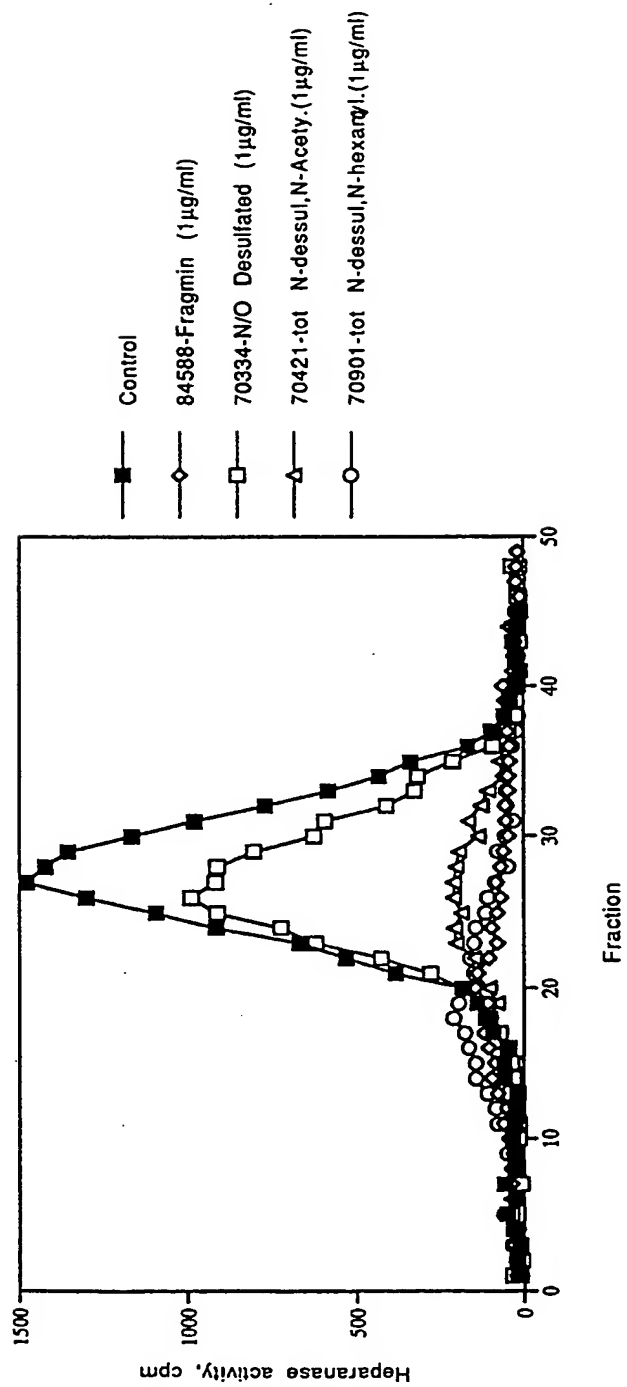 Heparanase activity, cpm
1500
1000
500
0
0
10
20
30
40
50
Fraction
Control
84588-Fragmin (1µg/ml)
70334-N/O Desulfated (1µg/ml)
70421-tot N-dessul,N-Acety.(1µg/ml)
70901-tot N-dessul,N-hexanyl.(1µg/ml)